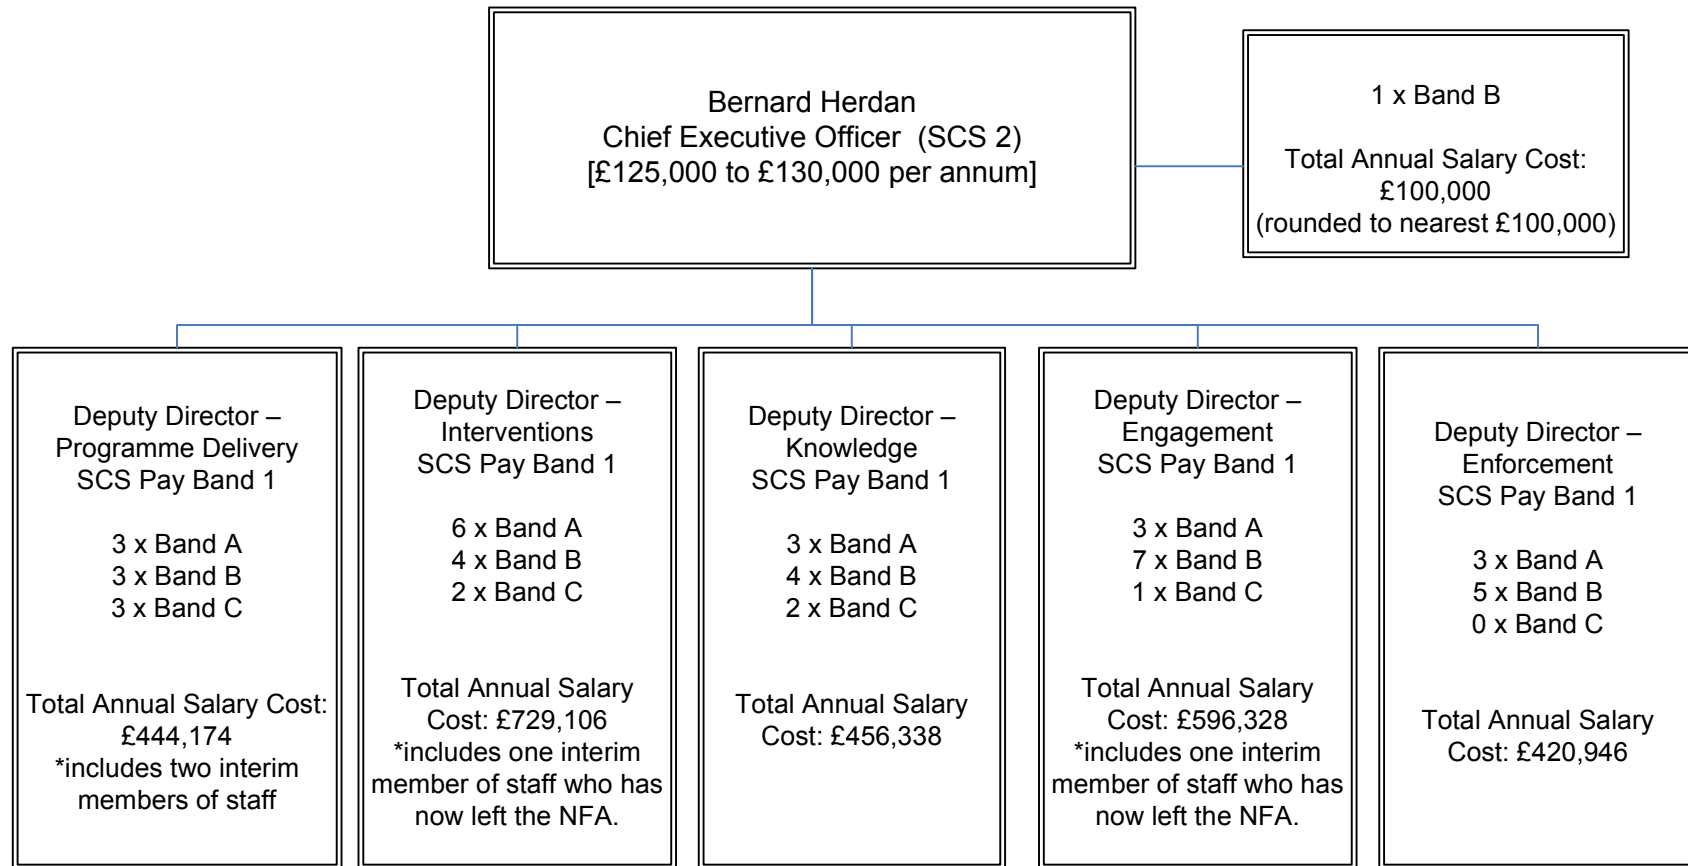 Bernard Herdan
Chief Executive Officer  (SCS 2)
[£125,000 to £130,000 per annum]
1 x Band B
Total Annual Salary Cost:
£100,000
(rounded to nearest £100,000)
Deputy Director –
Programme Delivery
SCS Pay Band 1
3 x Band A
3 x Band B
3 x Band C
Total Annual Salary Cost:
£444,174
*includes two interim
members of staff
Deputy Director –
Interventions
SCS Pay Band 1
6 x Band A
4 x Band B
2 x Band C
Total Annual Salary
Cost: £729,106
*includes one interim
member of staff who has
now left the NFA.
Deputy Director –
Knowledge
SCS Pay Band 1
3 x Band A
4 x Band B
2 x Band C
Total Annual Salary
Cost: £456,338
Deputy Director –
Engagement
SCS Pay Band 1
3 x Band A
7 x Band B
1 x Band C
Total Annual Salary
Cost: £596,328
*includes one interim
member of staff who has
now left the NFA.
Deputy Director –
Enforcement
SCS Pay Band 1
3 x Band A
5 x Band B
0 x Band C
Total Annual Salary
Cost: £420,946